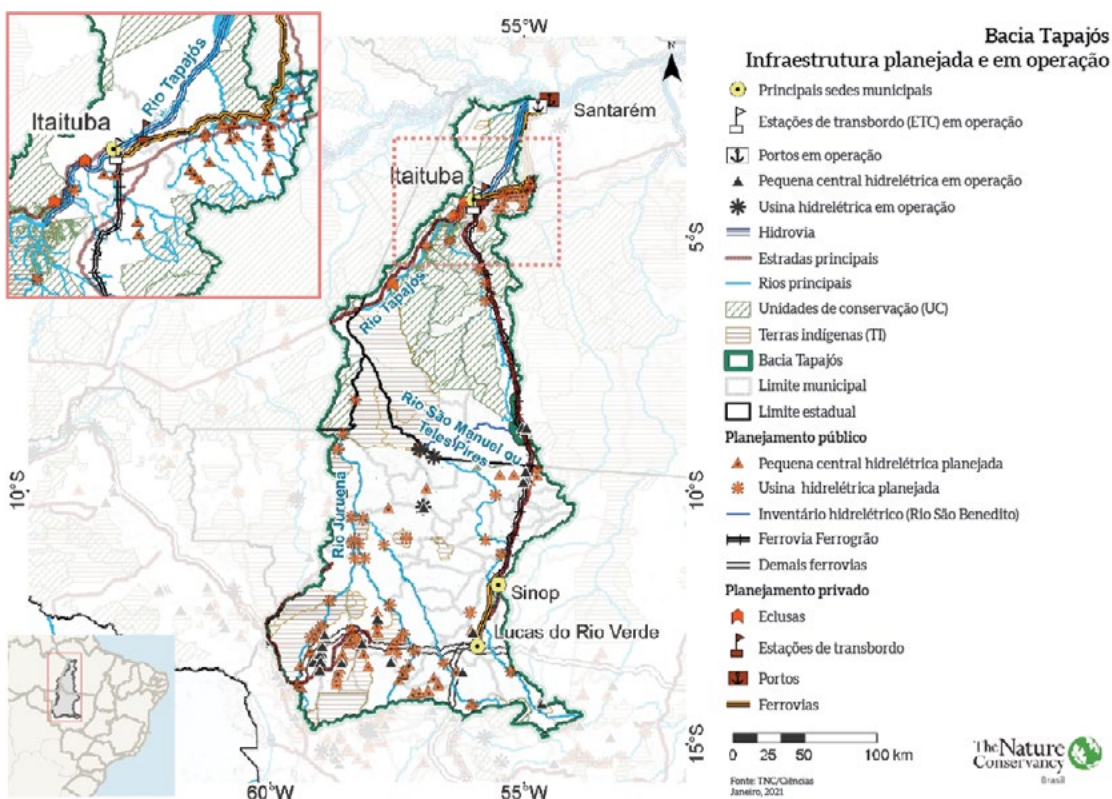 Bacia Tapajós
Infraestrutura planejada e em operação
Principais sedes municipais
Estações de transbordo (ETC) em operação
Portos em operação
Pequena central hidrelétrica em operação
Usina hidrelétrica em operação
Hidrovia
Estradas principais
Rios principais
Unidades de conservação (UC)
Terras indígenas (TI)
Bacia Tapajós
Limite municipal
Limite estadual
Planejamento público
Pequena central hidrelétrica planejada
Usina hidrelétrica planejada
Inventário hidrelétrico (Rio São Benedito)
Ferrovia Ferrogrão
Demais ferrovias
Planejamento privado
Eclusas
Estações de transbordo
Portos
Ferrovias
0 25 25 50 100 km
Fonte: TNC/Ciências
Janeiro, 2021
The Nature
Conservancy
Brasil
55°W
N
Rio Tapajós
Itaituba
Santarém
Itaituba
5°S
Rio Tapajós
Rio São Manuel ou
Teles Pires
10°S
10°S
Rio Juruena
Sinop
Lucas do Rio Verde
15°S
60°W
55°W